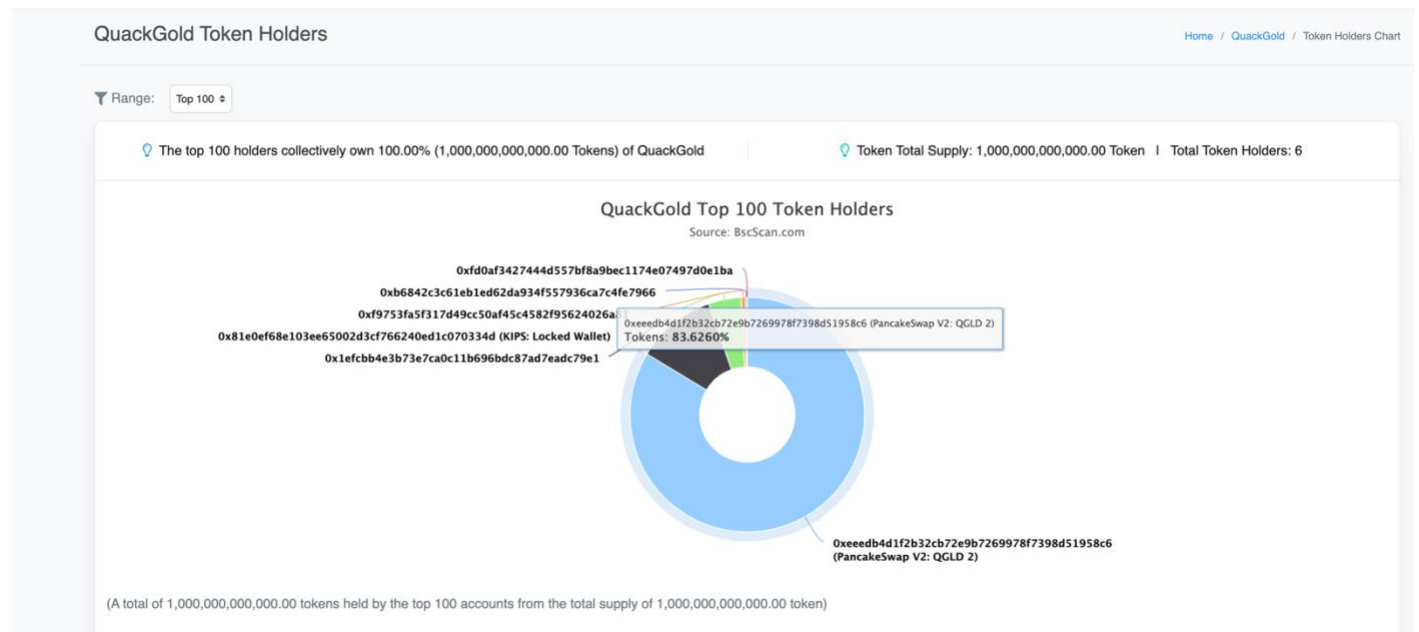 QuackGold Token Holders
Home / QuackGold / Token Holders Chart
Range: Top 100
The top 100 holders collectively own 100.00% (1,000,000,000,000.00 Tokens) of QuackGold
Token Total Supply: 1,000,000,000,000.00 Token | Total Token Holders: 6
QuackGold Top 100 Token Holders
Source: BscScan.com
0xfd0af3427444d557bf8a9bec1174e07497d0e1ba
0xb6842c3c61eb1ed62da934f557936ca7c4fe7966
0xf9753fa5f317d49cc50af45c4582f95624026a
0xeeedb4d1f2b32cb72e9b7269978f7398d51958c6 (PancakeSwap V2: QGLD 2)
0x81e0ef68e103ee65002d3cf766240ed1c070334d (KIPS: Locked Wallet)
Tokens: 83.6260%
0x1efcbb4e3b73e7ca0c11b696bdc87ad7eadc79e1
0xeeedb4d1f2b32cb72e9b7269978f7398d51958c6
(PancakeSwap V2: QGLD 2)
(A total of 1,000,000,000,000.00 tokens held by the top 100 accounts from the total supply of 1,000,000,000,000.00 token)